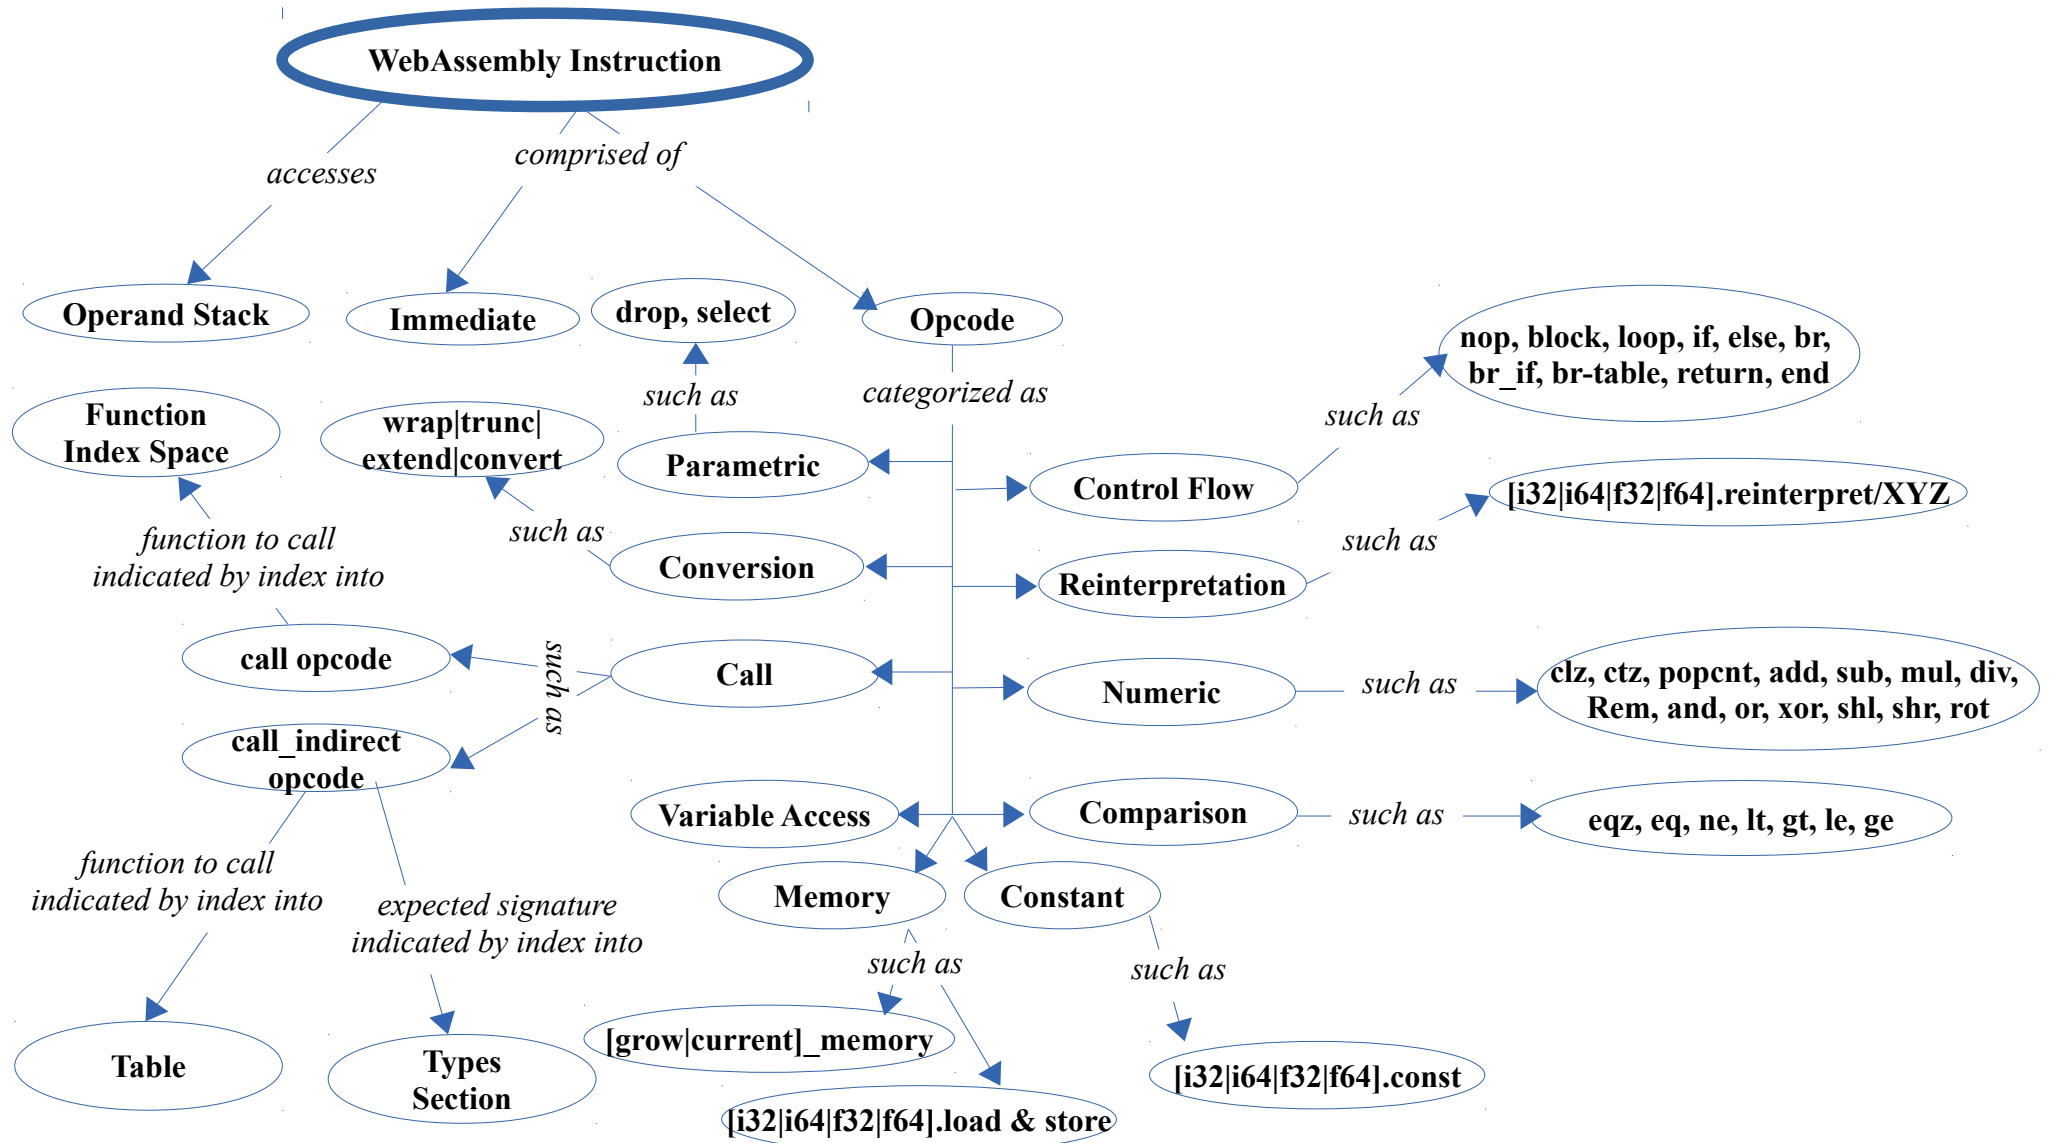 WebAssembly Instruction
accesses
comprised of
Operand Stack
Immediate
drop, select
Opcode
nop, block, loop, if, else, br,
br_if, br-table, return, end
such as
categorized as
such as
Function
Index Space
wrap|trunc|
extend|convert
Parametric
Control Flow
[i32|i64|f32|f64].reinterpret/XYZ
such as
such as
function to call
indicated by index into
Conversion
Reinterpretation
call opcode
such as
Call
Numeric
such as
clz, ctz, popcnt, add, sub, mul, div,
Rem, and, or, xor, shl, shr, rot
call_indirect
opcode
Variable Access
Comparison
such as
eqz, eq, ne, lt, gt, le, ge
function to call
indicated by index into
expected signature
indicated by index into
Memory
Constant
such as
such as
Table
Types
Section
[grow|current]_memory
[i32|i64|f32|f64].const
[i32|i64|f32|f64].load & store